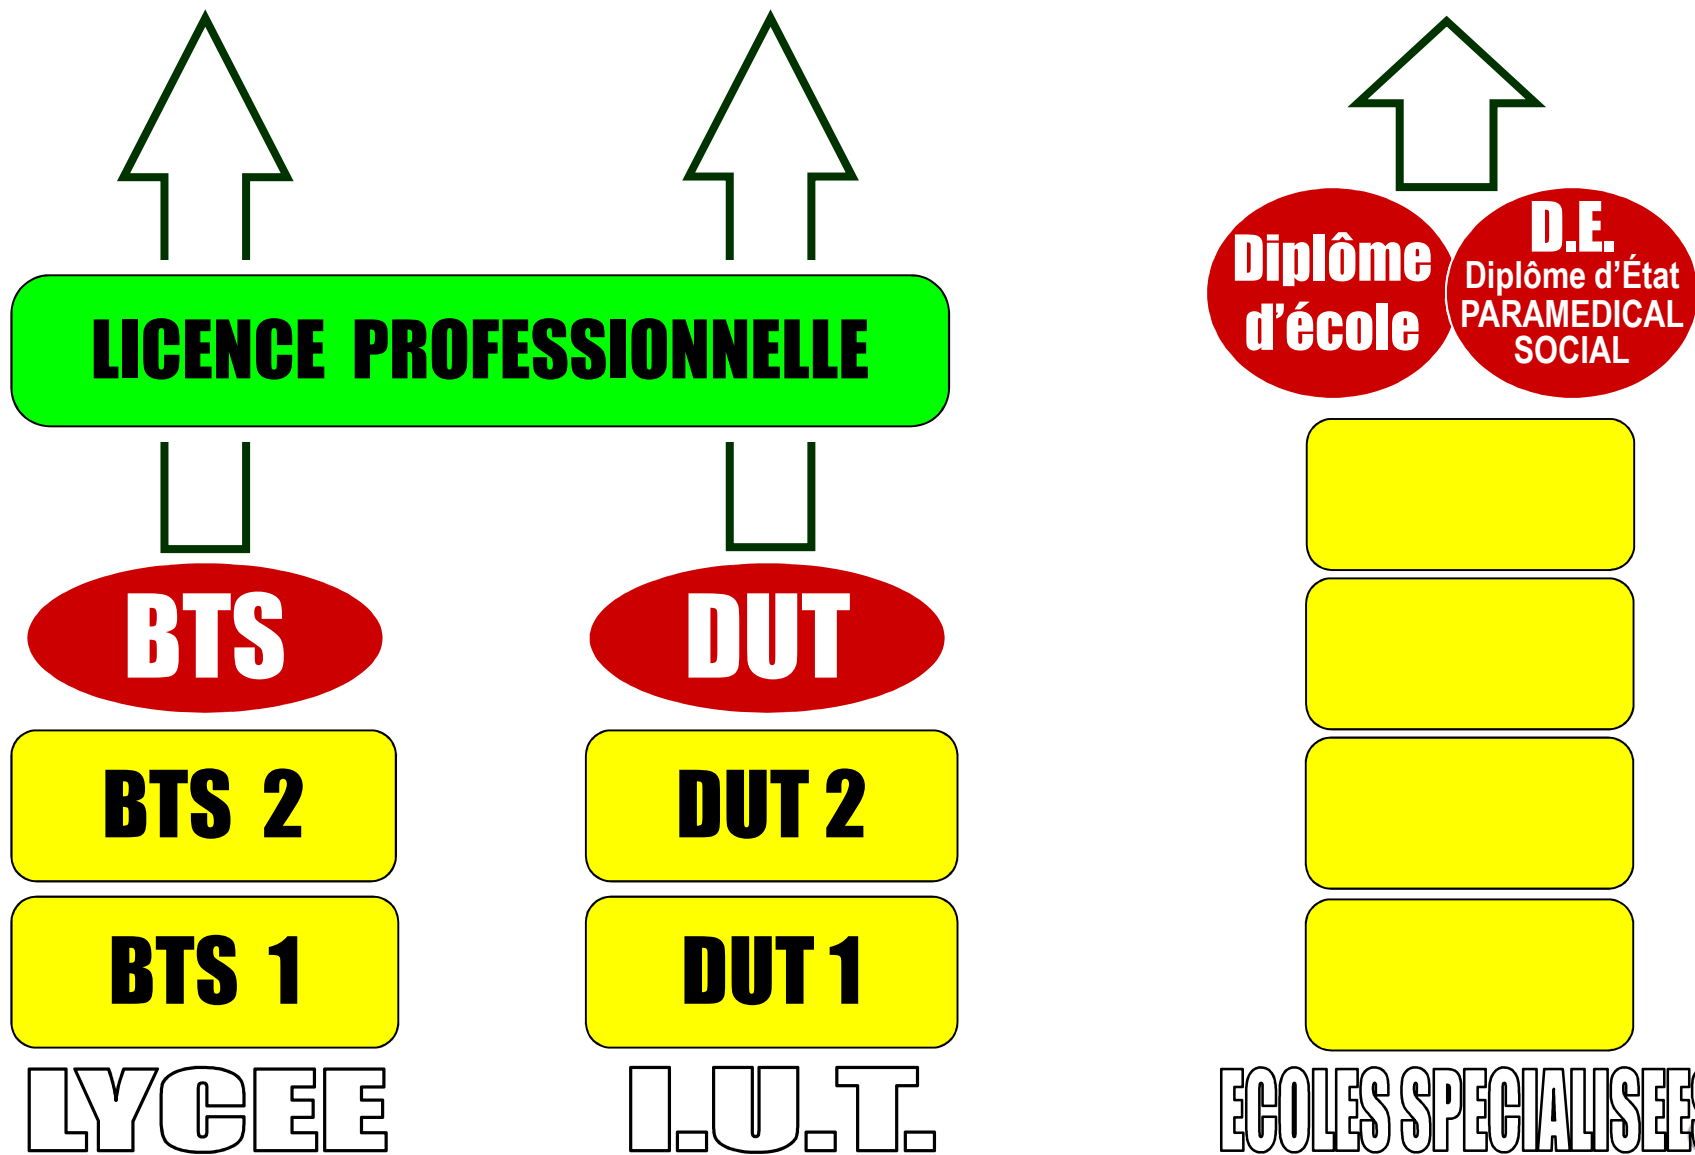 LICENCE PROFESSIONNELLE
BTS
BTS 2
BTS 1
LYCEE
DUT
DUT 2
DUT 1
I.U.T.
Diplôme
d'école
D.E.
Diplôme d'État
PARAMEDICAL
SOCIAL
ECOLES SPECIALISEES